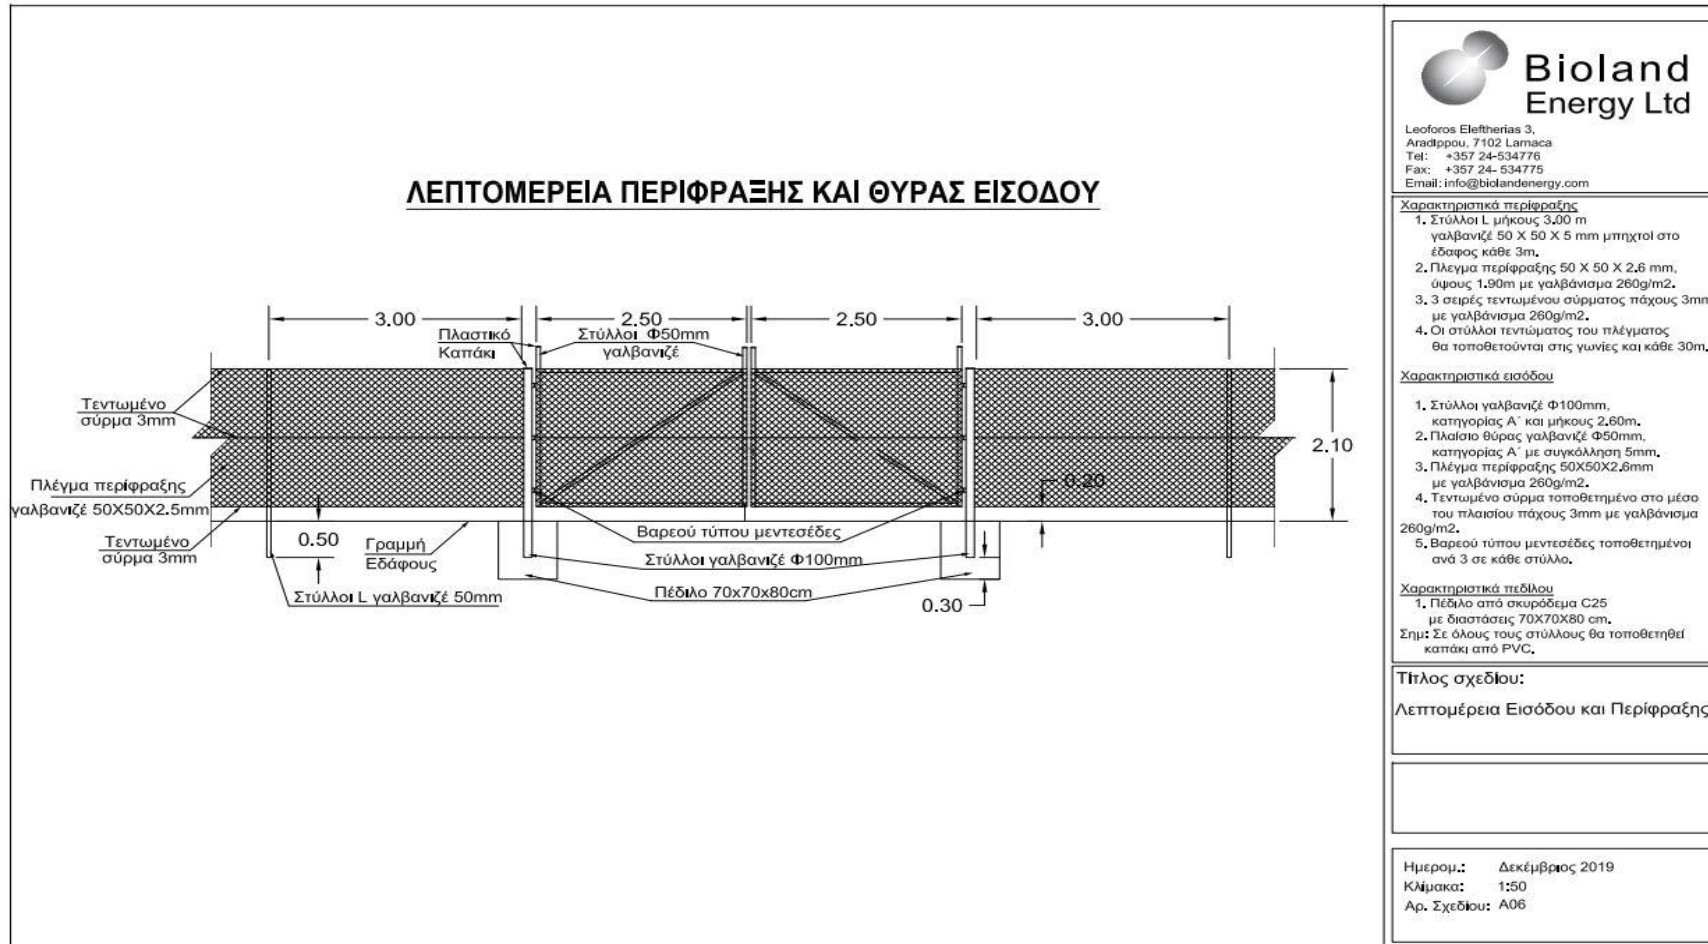 ΛΕΠΤΟΜΕΡΕΙΑ ΠΕΡΙΦΡΑΞΗΣ ΚΑΙ ΘΥΡΑΣ ΕΙΣΟΔΟΥ
3.00
2.50
2.50
3.00
Πλαστικό
Καπάκι
Στύλλοι Φ50mm
γαλβανιζέ
Τεντωμένο
σύρμα 3mm
2.10
Πλέγμα περίφραξης
γαλβανιζέ 50X50X2.5mm
0.20
Τεντωμένο
σύρμα 3mm
0.50
Γραμμή
Εδάφους
Βαρεού τύπου μεντεσέδες
Στύλλοι γαλβανιζέ Φ100mm
Στύλλοι L γαλβανιζέ 50mm
Πέδιλο 70x70x80cm
0.30
Bioland
Energy Ltd
Leoforos Eleftherias 3,
Aradippou, 7102 Larnaca
Tel: +357 24-534776
Fax: +357 24- 534775
Email: info@biolandenergy.com
Χαρακτηριστικά περίφραξης
1. Στύλλοι L μήκους 3.00 m
γαλβανιζέ 50 X 50 X 5 mm μπηχτοί στο
έδαφος κάθε 3m.
2. Πλεγμα περίφραξης 50 X 50 X 2.6 mm,
ύψους 1.90m με γαλβάνισμα 260g/m2.
3. 3 σειρές τεντωμένου σύρματος πάχους 3mm
με γαλβάνισμα 260g/m2.
4. Οι στύλλοι τεντώματος του πλέγματος
θα τοποθετούνται στις γωνίες και κάθε 30m.
Χαρακτηριστικά εισόδου
1. Στύλλοι γαλβανιζέ Φ100mm,
κατηγορίας Α΄ και μήκους 2.60m.
2. Πλαίσιο θύρας γαλβανιζέ Φ50mm,
κατηγορίας Α΄ με συγκόλληση 5mm.
3. Πλέγμα περίφραξης 50X50X2.6mm
με γαλβάνισμα 260g/m2.
4. Τεντωμένο σύρμα τοποθετημένο στο μέσο
του πλαισίου πάχους 3mm με γαλβάνισμα
260g/m2.
5. Βαρεού τύπου μεντεσέδες τοποθετημένοι
ανά 3 σε κάθε στύλλο.
Χαρακτηριστικά πεδίλου
1. Πέδιλο από σκυρόδεμα C25
με διαστάσεις 70X70X80 cm.
Σημ: Σε όλους τους στύλλους θα τοποθετηθεί
καπάκι από PVC.
Τίτλος σχεδίου:
Λεπτομέρεια Εισόδου και Περίφραξης
Ημερομ.: Δεκέμβριος 2019
Κλίμακα: 1:50
Αρ. Σχεδίου: A06